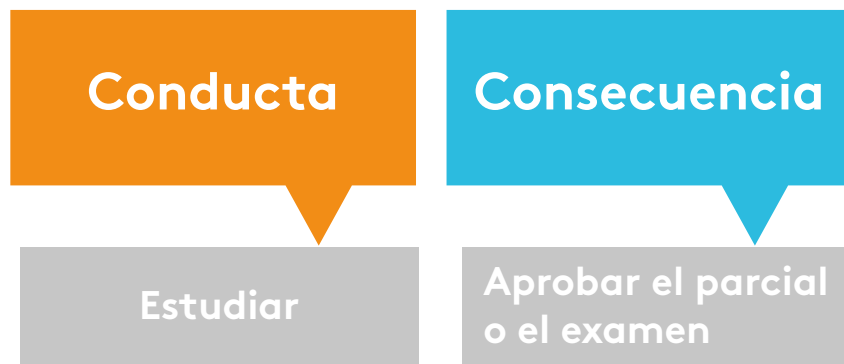 Conducta
Consecuencia
Estudiar
Aprobar el parcial
o el examen